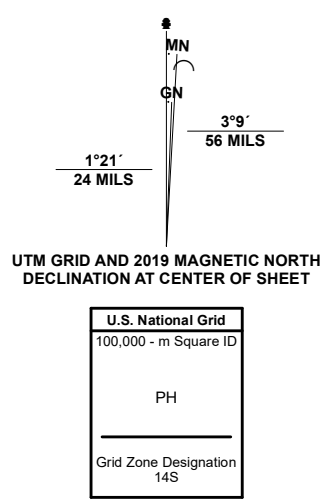 MN
GN
3°9´
56 MILS
1°21´
24 MILS
UTM GRID AND 2019 MAGNETIC NORTH
DECLINATION AT CENTER OF SHEET
U.S. National Grid
100,000 - m Square ID
PH
Grid Zone Designation
14S